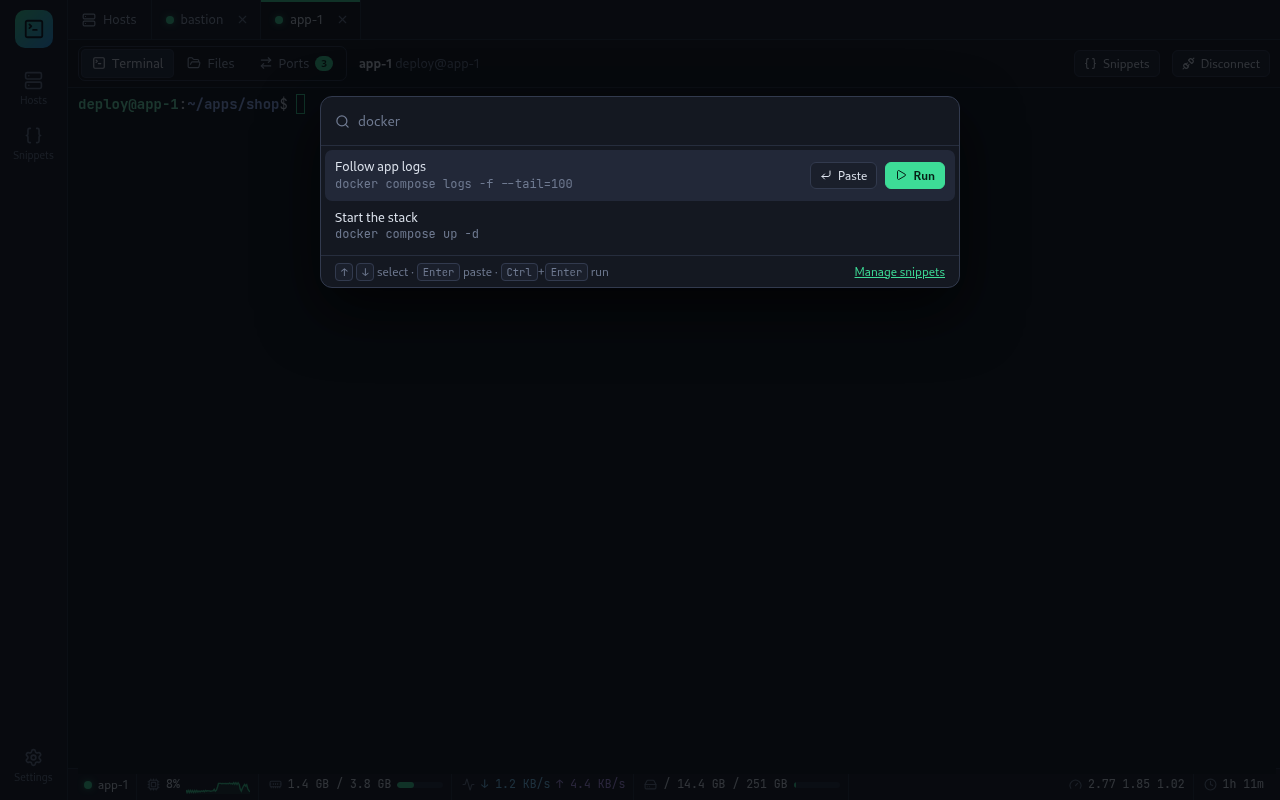 Hosts
bastion
app-1
Terminal
Files
Ports 3
app-1 deploy@app-1
Snippets
Disconnect
Hosts
Snippets
deploy@app-1:~/apps/shop$
docker
Follow app logs
docker compose logs -f --tail=100
Paste
Run
Start the stack
docker compose up -d
↑ ↓ select · Enter paste · Ctrl+Enter run
Manage snippets
Settings
app-1
8%
1.4 GB / 3.8 GB
↓ 1.2 KB/s ↑ 4.4 KB/s
/ 14.4 GB / 251 GB
2.77 1.85 1.02
1h 11m